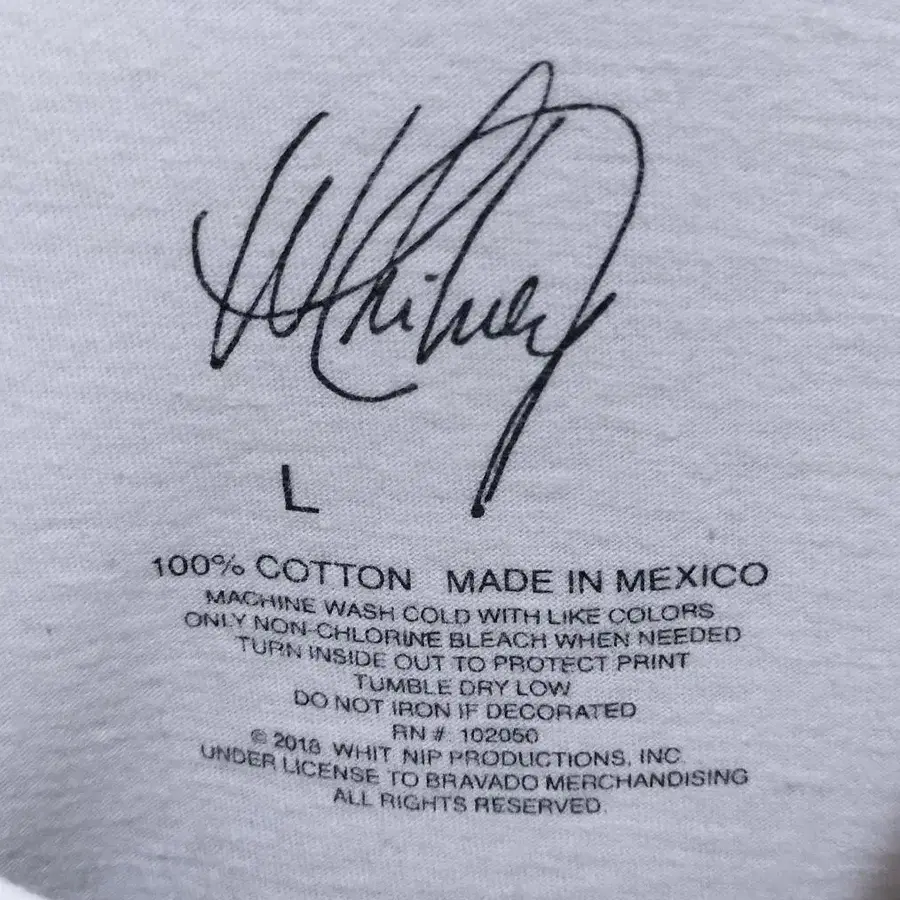 Whitney
L
100% COTTON MADE IN MEXICO
MACHINE WASH COLD WITH LIKE COLORS
ONLY NON-CHLORINE BLEACH WHEN NEEDED
TURN INSIDE OUT TO PROTECT PRINT
TUMBLE DRY LOW
DO NOT IRON IF DECORATED
RN # 102050
© 2018 WHIT NIP PRODUCTIONS, INC.
UNDER LICENSE TO BRAVADO MERCHANDISING
ALL RIGHTS RESERVED.